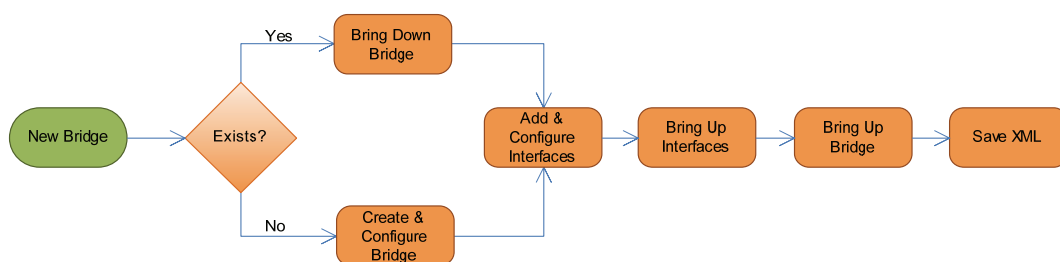 New Bridge
Exists?
Yes
Bring Down
Bridge
No
Create &
Configure
Bridge
Add &
Configure
Interfaces
Bring Up
Interfaces
Bring Up
Bridge
Save XML